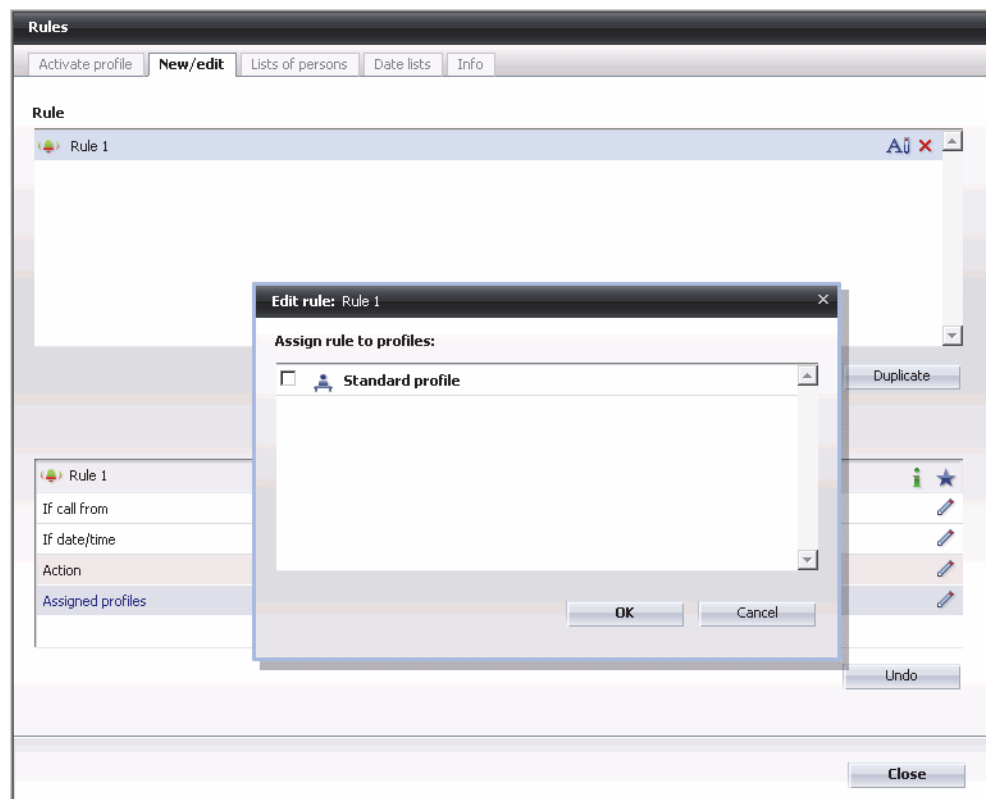 Rules
Activate profile New/edit Lists of persons Date lists Info
Rule
Rule 1
Edit rule: Rule 1
Assign rule to profiles:
Standard profile
Duplicate
Rule 1
If call from
If date/time
Action
Assigned profiles
OK Cancel
Undo
Close